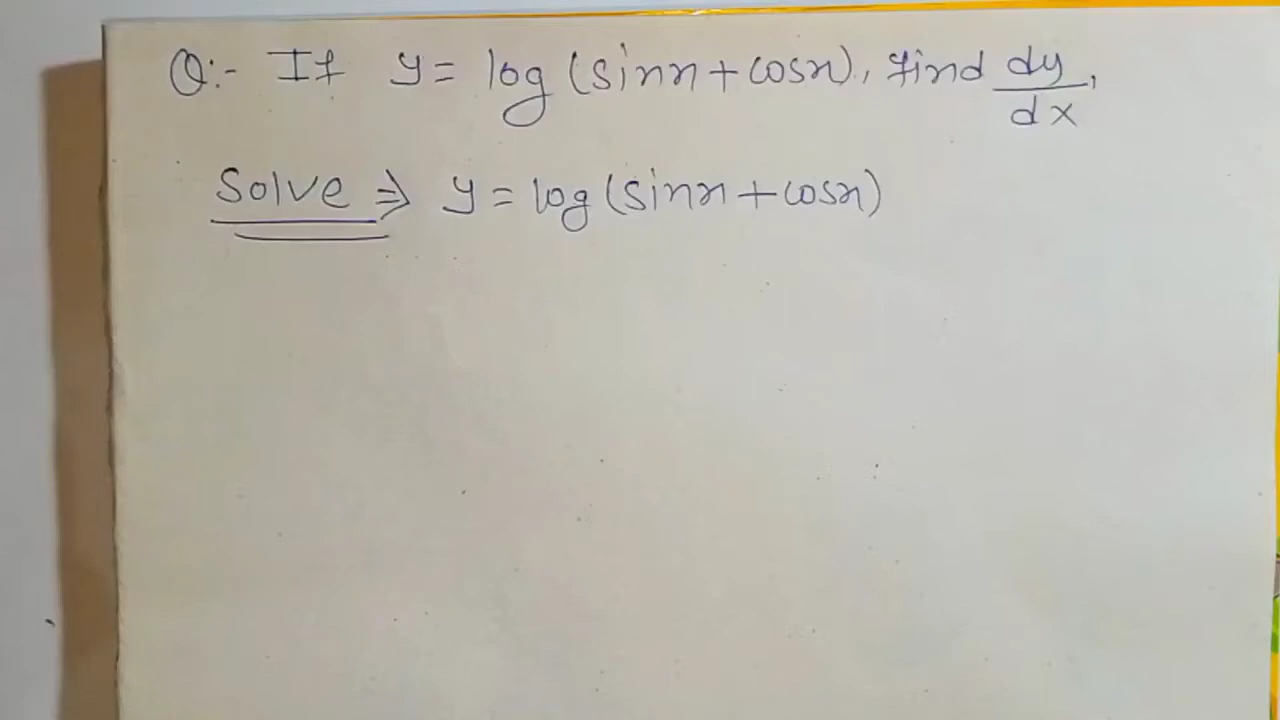 Q:- If y = log (sinx + cosx), find dy/dx,
Solve ⇒ y = log (sinx + cosx)